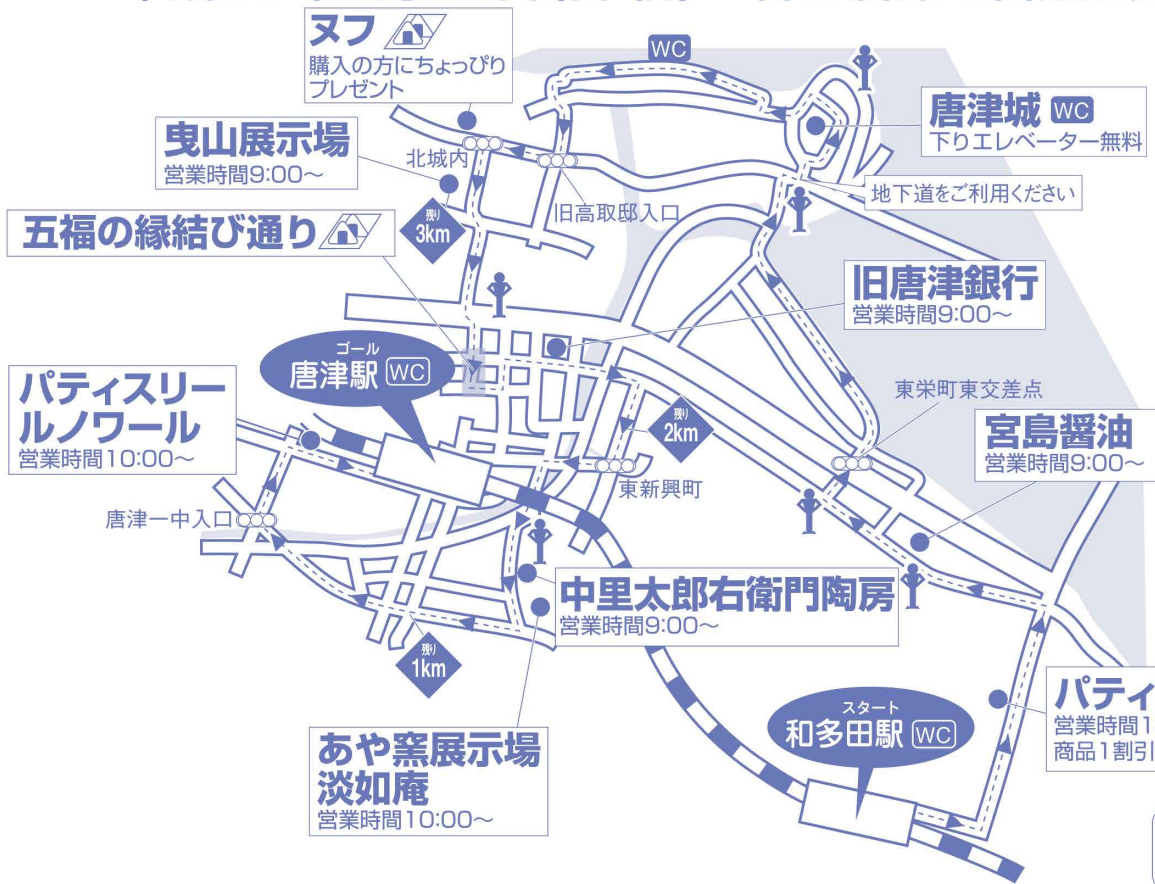 ヌフ
購入の方にちょっぴり
プレゼント
WC
唐津城 WC
下りエレベーター無料
曳山展示場
営業時間9:00〜
北城内
旧高取邸入口
地下道をご利用ください
残り
3km
五福の縁結び通り
旧唐津銀行
営業時間9:00〜
ゴール
唐津駅 WC
パティスリー
ルノワール
営業時間10:00〜
残り
2km
東栄町東交差点
宮島醤油
営業時間9:00〜
東新興町
唐津一中入口
中里太郎右衛門陶房
営業時間9:00〜
残り
1km
スタート
和多田駅 WC
パティ
営業時間1
商品1割引
あや窯展示場
淡如庵
営業時間10:00〜